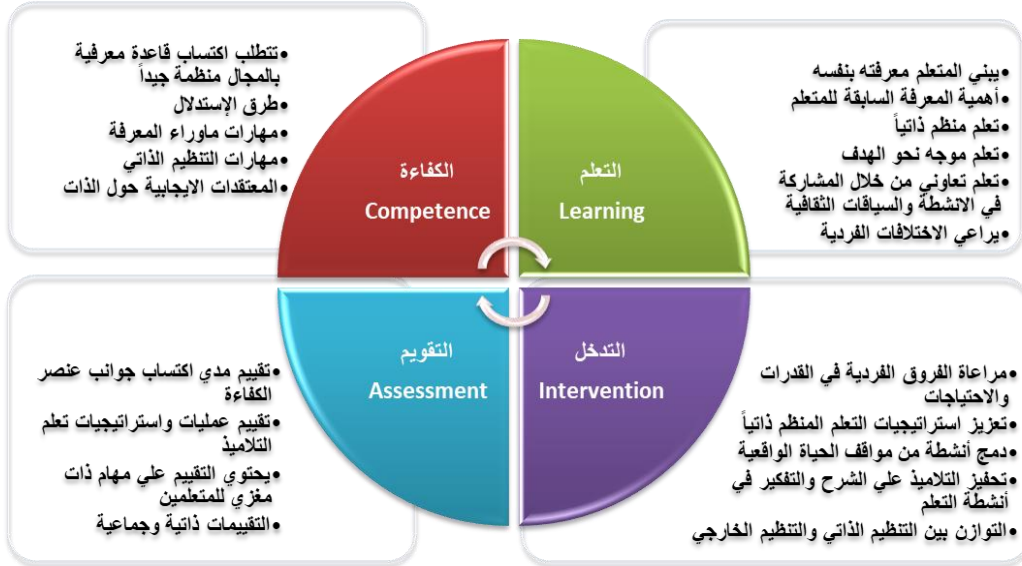 •تتطلب اكتساب قاعدة معرفية
بالمجال منظمة جيداً
•طرق الإستدلال
•مهارات ماوراء المعرفة
•مهارات التنظيم الذاتي
•المعتقدات الايجابية حول الذات
الكفاءة
Competence
التعلم
Learning
•يبني المتعلم معرفته بنفسه
•أهمية المعرفة السابقة للمتعلم
•تعلم منظم ذاتياً
•تعلم موجه نحو الهدف
•تعلم تعاوني من خلال المشاركة
في الانشطة والسياقات الثقافية
•يراعي الاختلافات الفردية
•تقييم مدي اكتساب جوانب عنصر
الكفاءة
•تقييم عمليات واستراتيجيات تعلم
التلاميذ
•يحتوي التقييم علي مهام ذات
مغزي للمتعلمين
•التقييمات ذاتية وجماعية
التقويم
Assessment
التدخل
Intervention
•مراعاة الفروق الفردية في القدرات
والاحتياجات
•تعزيز استراتيجيات التعلم المنظم ذاتياً
•دمج أنشطة من مواقف الحياة الواقعية
•تحفيز التلاميذ علي الشرح والتفكير في
أنشطة التعلم
•التوازن بين التنظيم الذاتي والتنظيم الخارجي